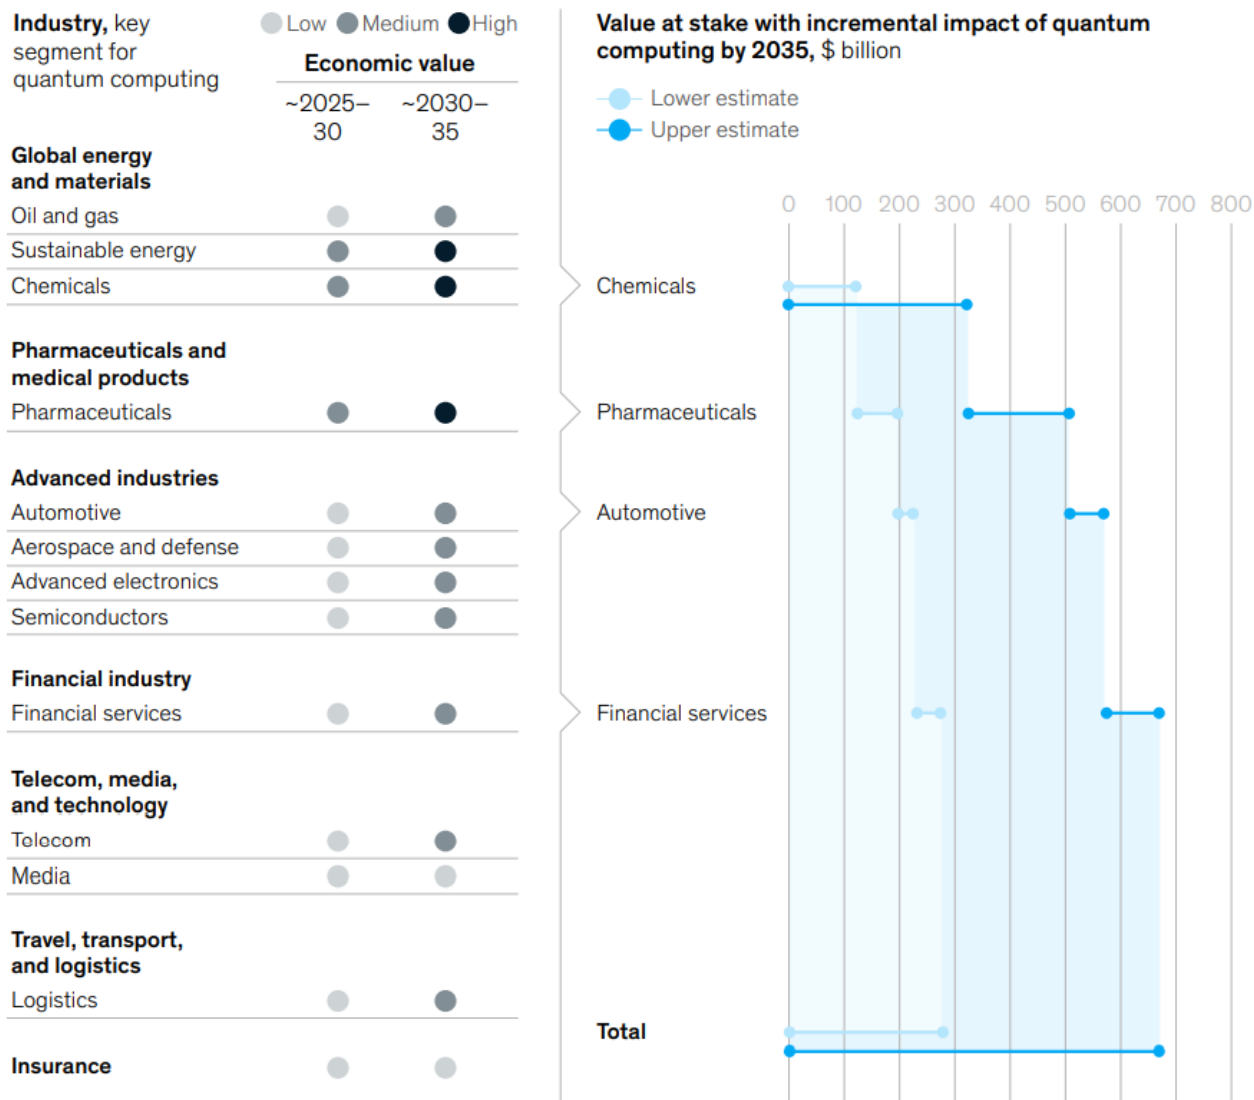 Industry, key
segment for
quantum computing
Low Medium High
Economic value
~2025–
30
~2030–
35
Global energy
and materials
Oil and gas
Sustainable energy
Chemicals
Pharmaceuticals and
medical products
Pharmaceuticals
Advanced industries
Automotive
Aerospace and defense
Advanced electronics
Semiconductors
Financial industry
Financial services
Telecom, media,
and technology
Telecom
Media
Travel, transport,
and logistics
Logistics
Insurance
Value at stake with incremental impact of quantum
computing by 2035, $ billion
Lower estimate
Upper estimate
0 100 200 300 400 500 600 700 800
Chemicals
Pharmaceuticals
Automotive
Financial services
Total